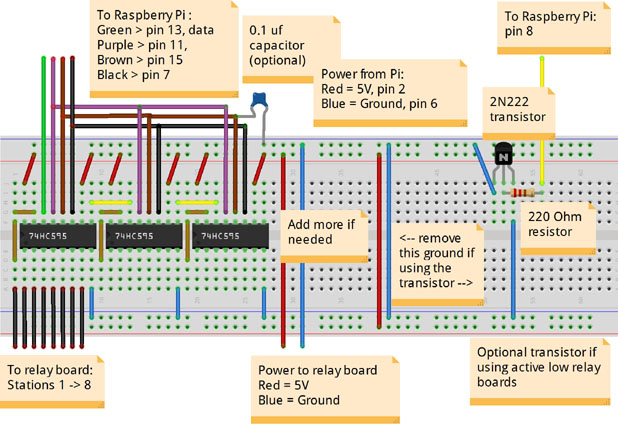 To Raspberry Pi :
Green > pin 13, data
Purple > pin 11,
Brown > pin 15
Black > pin 7
0.1 uf
capacitor
(optional)
To Raspberry Pi:
pin 8
Power from Pi:
Red = 5V, pin 2
Blue = Ground, pin 6
2N222
transistor
N
220 Ohm
resistor
74HC595
74HC595
74HC595
Add more if
needed
<-- remove
this ground if
using the
transistor -->
To relay board:
Stations 1 -> 8
Power to relay board
Red = 5V
Blue = Ground
Optional transistor if
using active low relay
boards